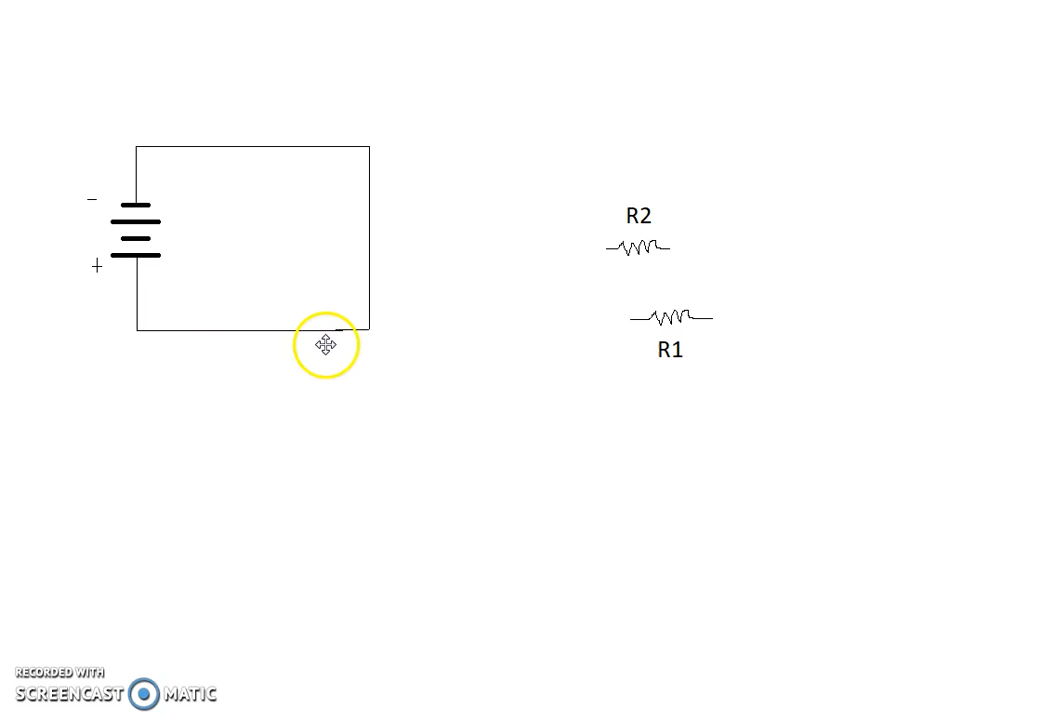 −
+
R2
R1
RECORDED WITH
SCREENCAST MATIC